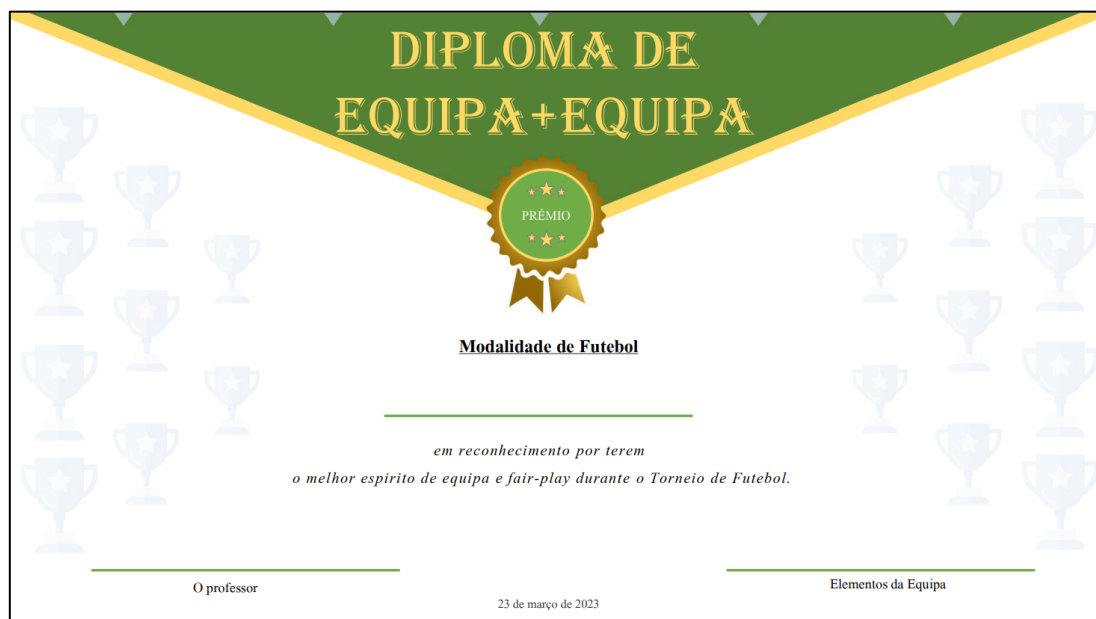 DIPLOMA DE
EQUIPA+EQUIPA
PRÉMIO
Modalidade de Futebol
em reconhecimento por terem
o melhor espirito de equipa e fair-play durante o Torneio de Futebol.
O professor
Elementos da Equipa
23 de março de 2023